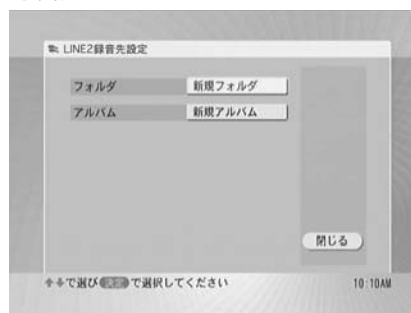 LINE2録音先設定
フォルダ 新規フォルダ
アルバム 新規アルバム
閉じる
↑↓で選び 決定 で選択してください 10:10AM